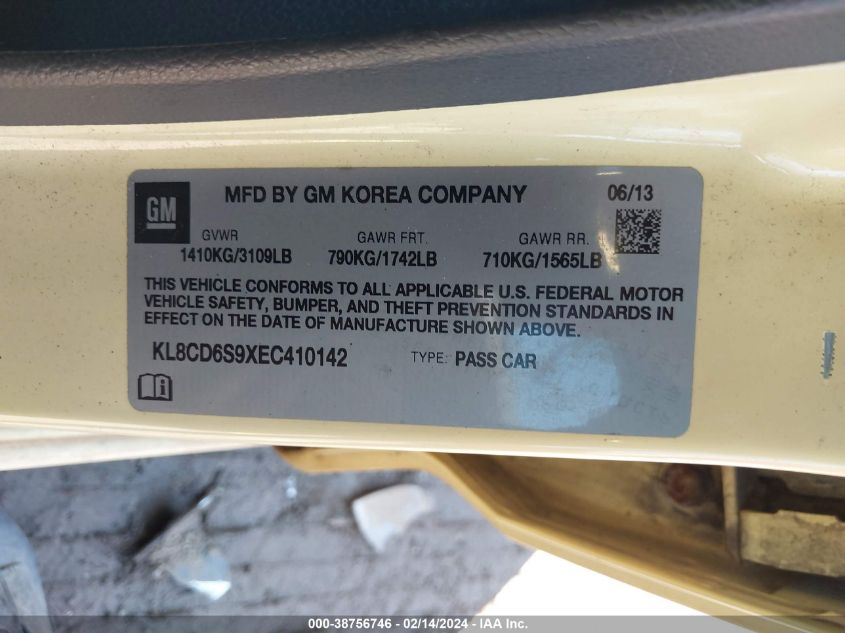 GM
MFD BY GM KOREA COMPANY 06/13
GVWR GAWR FRT. GAWR RR.
1410KG/3109LB 790KG/1742LB 710KG/1565LB
THIS VEHICLE CONFORMS TO ALL APPLICABLE U.S. FEDERAL MOTOR
VEHICLE SAFETY, BUMPER, AND THEFT PREVENTION STANDARDS IN
EFFECT ON THE DATE OF MANUFACTURE SHOWN ABOVE.
KL8CD6S9XEC410142 TYPE: PASS CAR
000-38756746 - 02/14/2024 - IAA Inc.